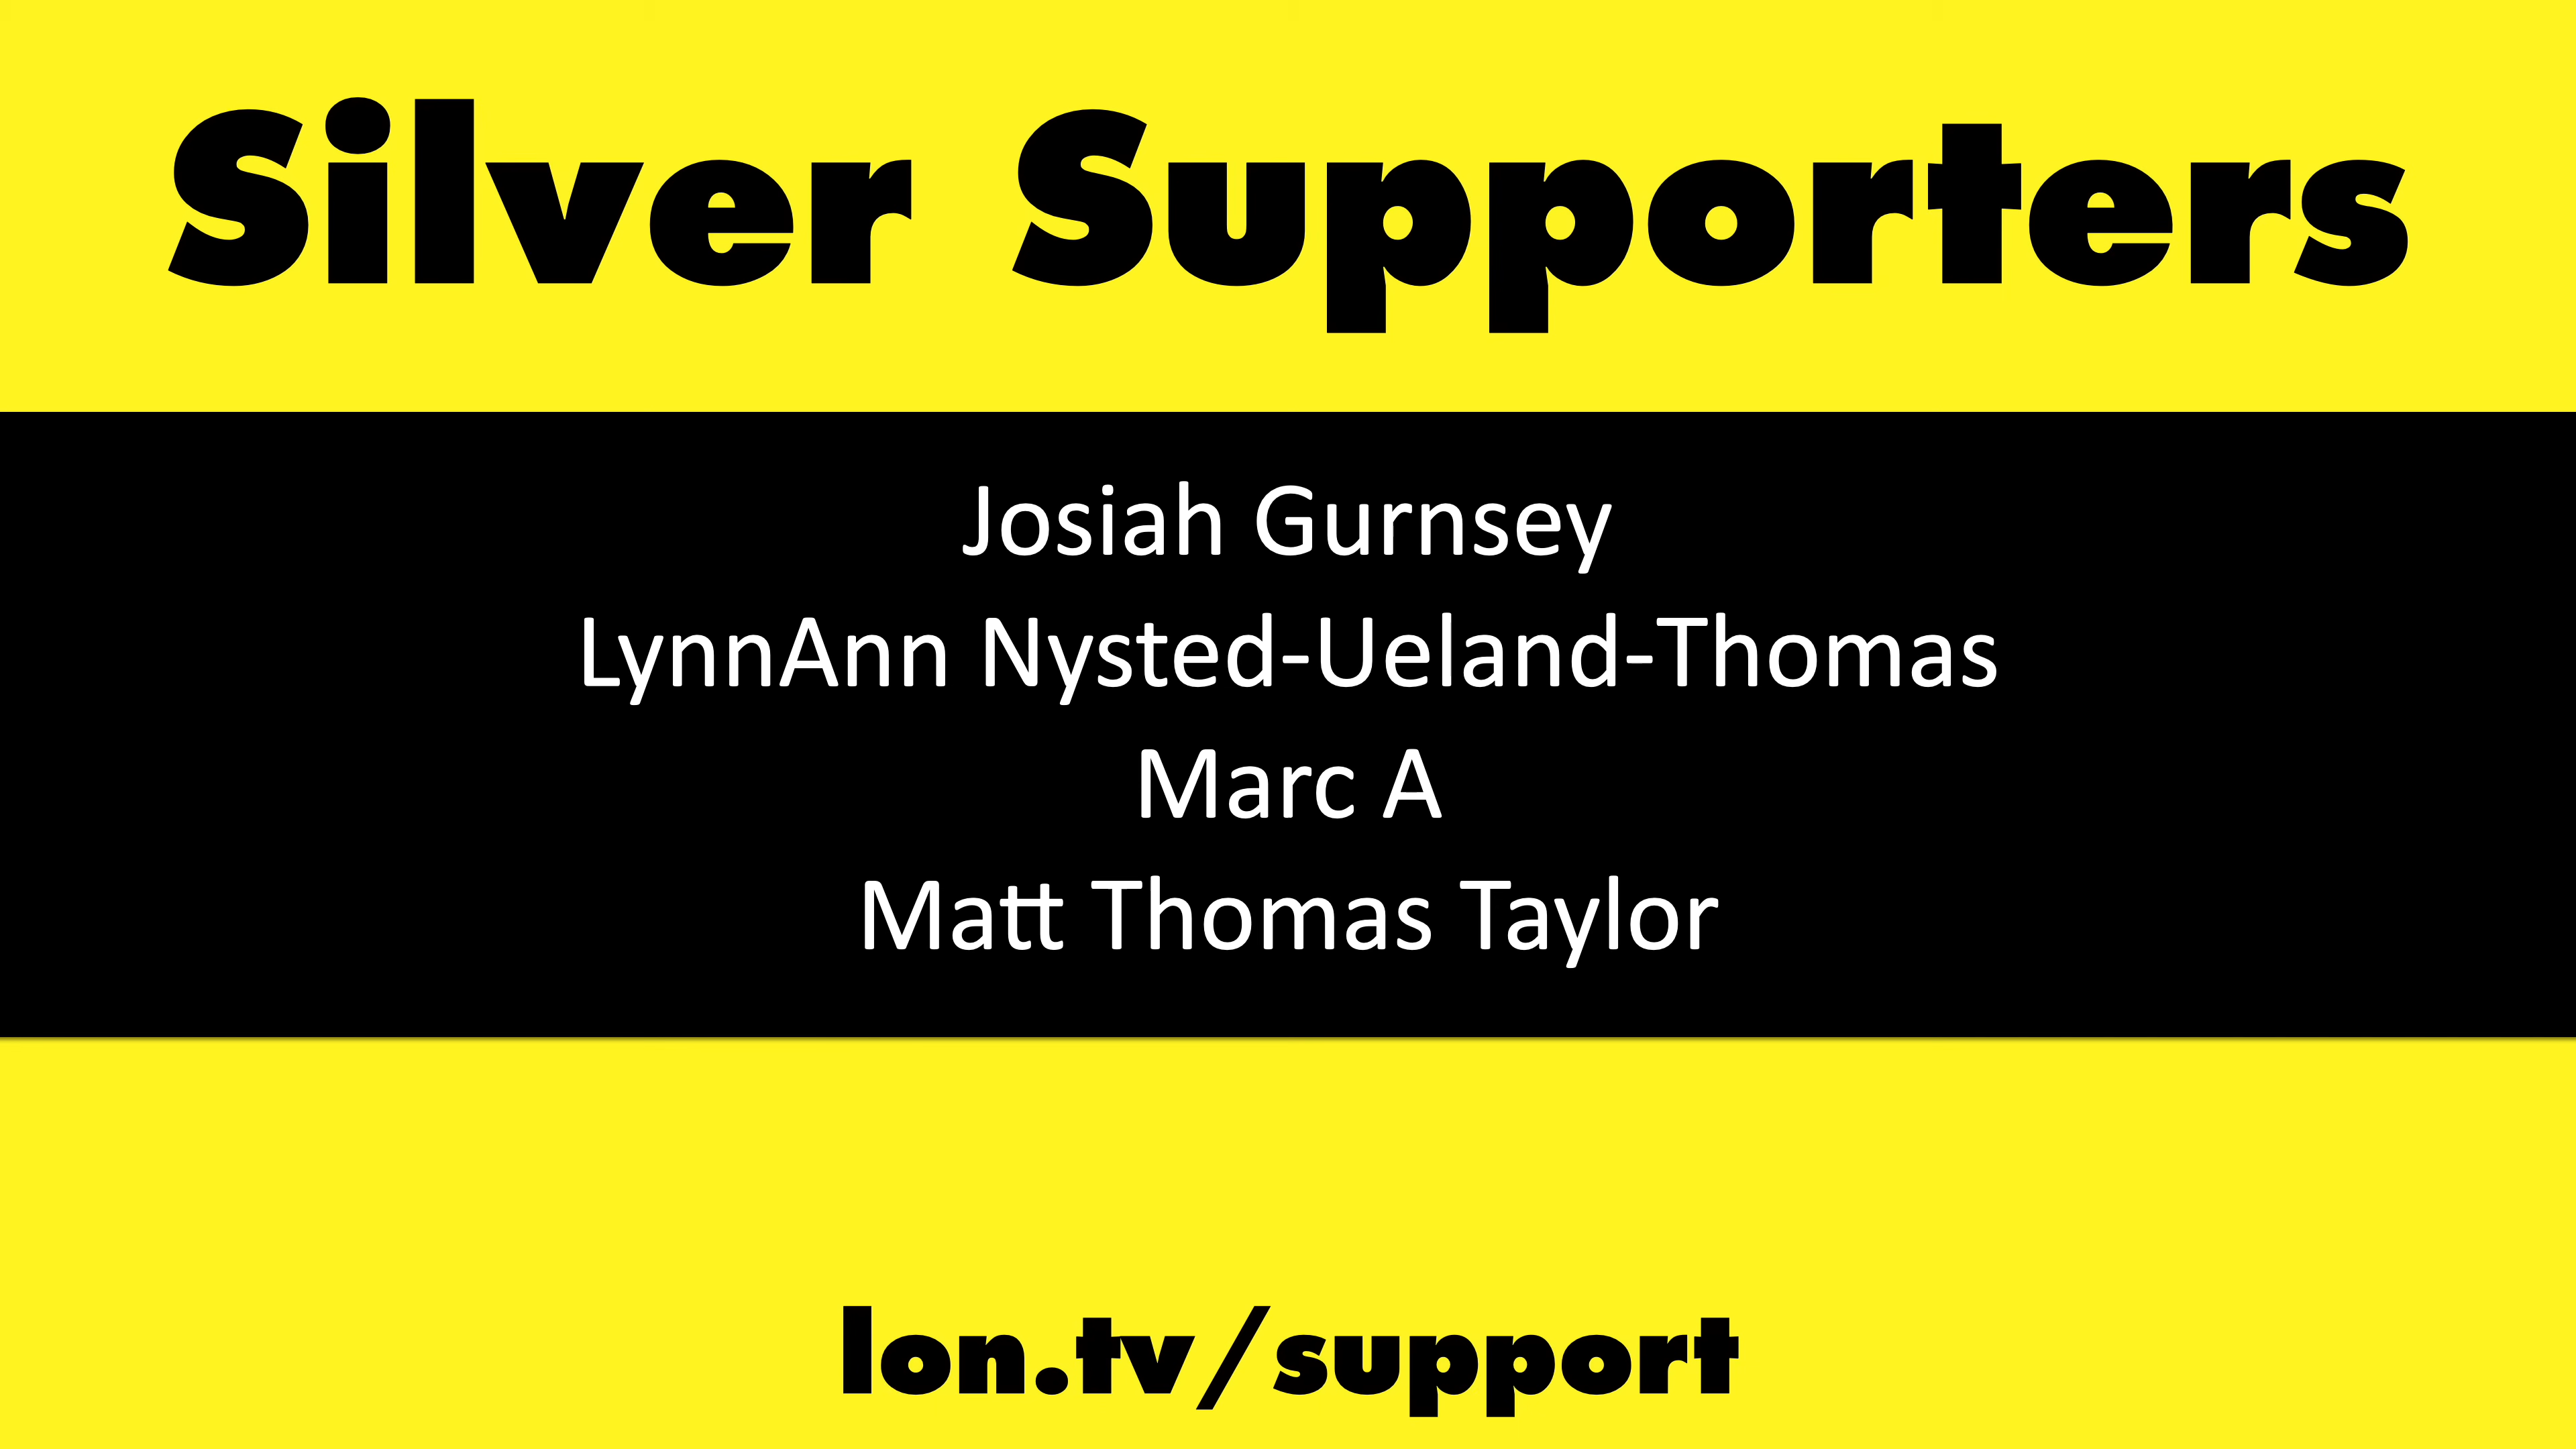 Silver Supporters
Josiah Gurnsey
LynnAnn Nysted-Ueland-Thomas
Marc A
Matt Thomas Taylor
lon.tv/support